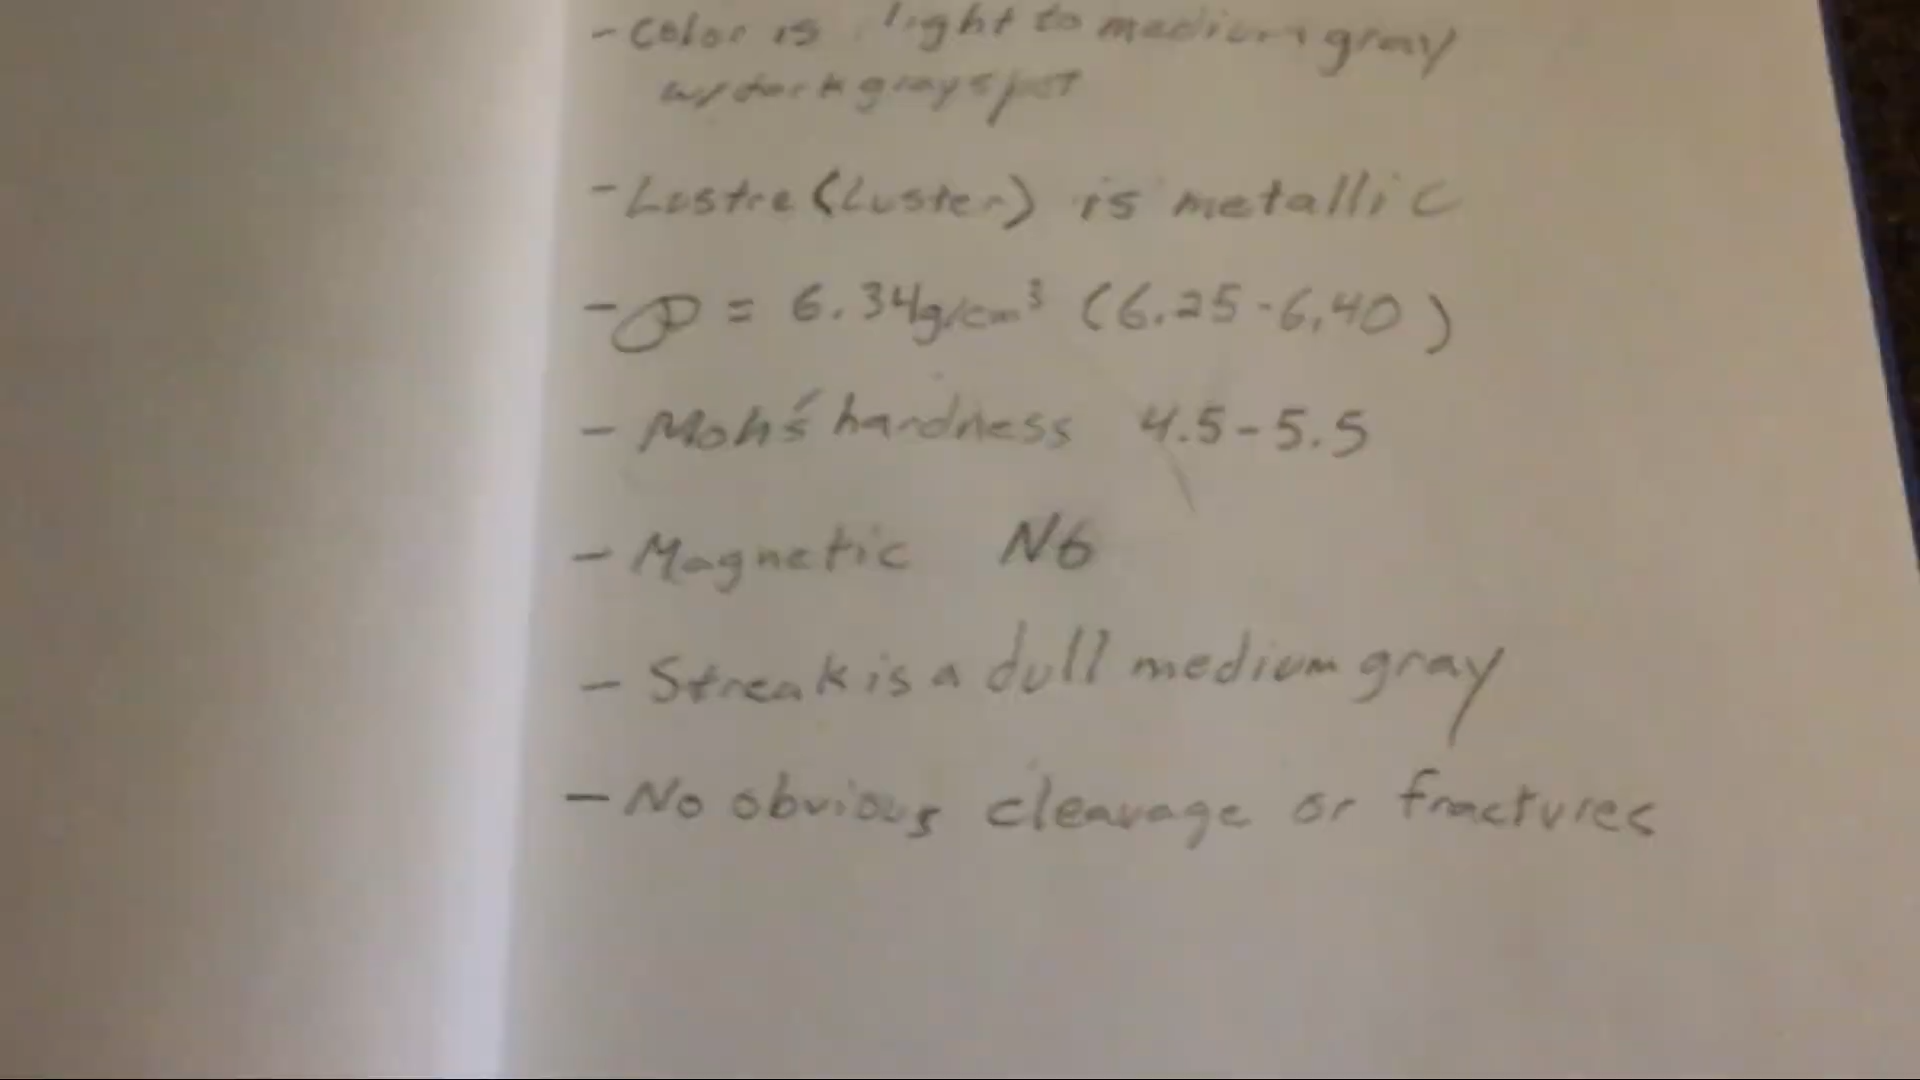 - Color is light to medium gray
w/ dark gray spot
- Lustre (Luster) is metallic
- ρ = 6.34g/cm³ (6.25-6.40)
- Moh's hardness 4.5-5.5
- Magnetic No
- Streak is a dull medium gray
- No obvious cleavage or fractures